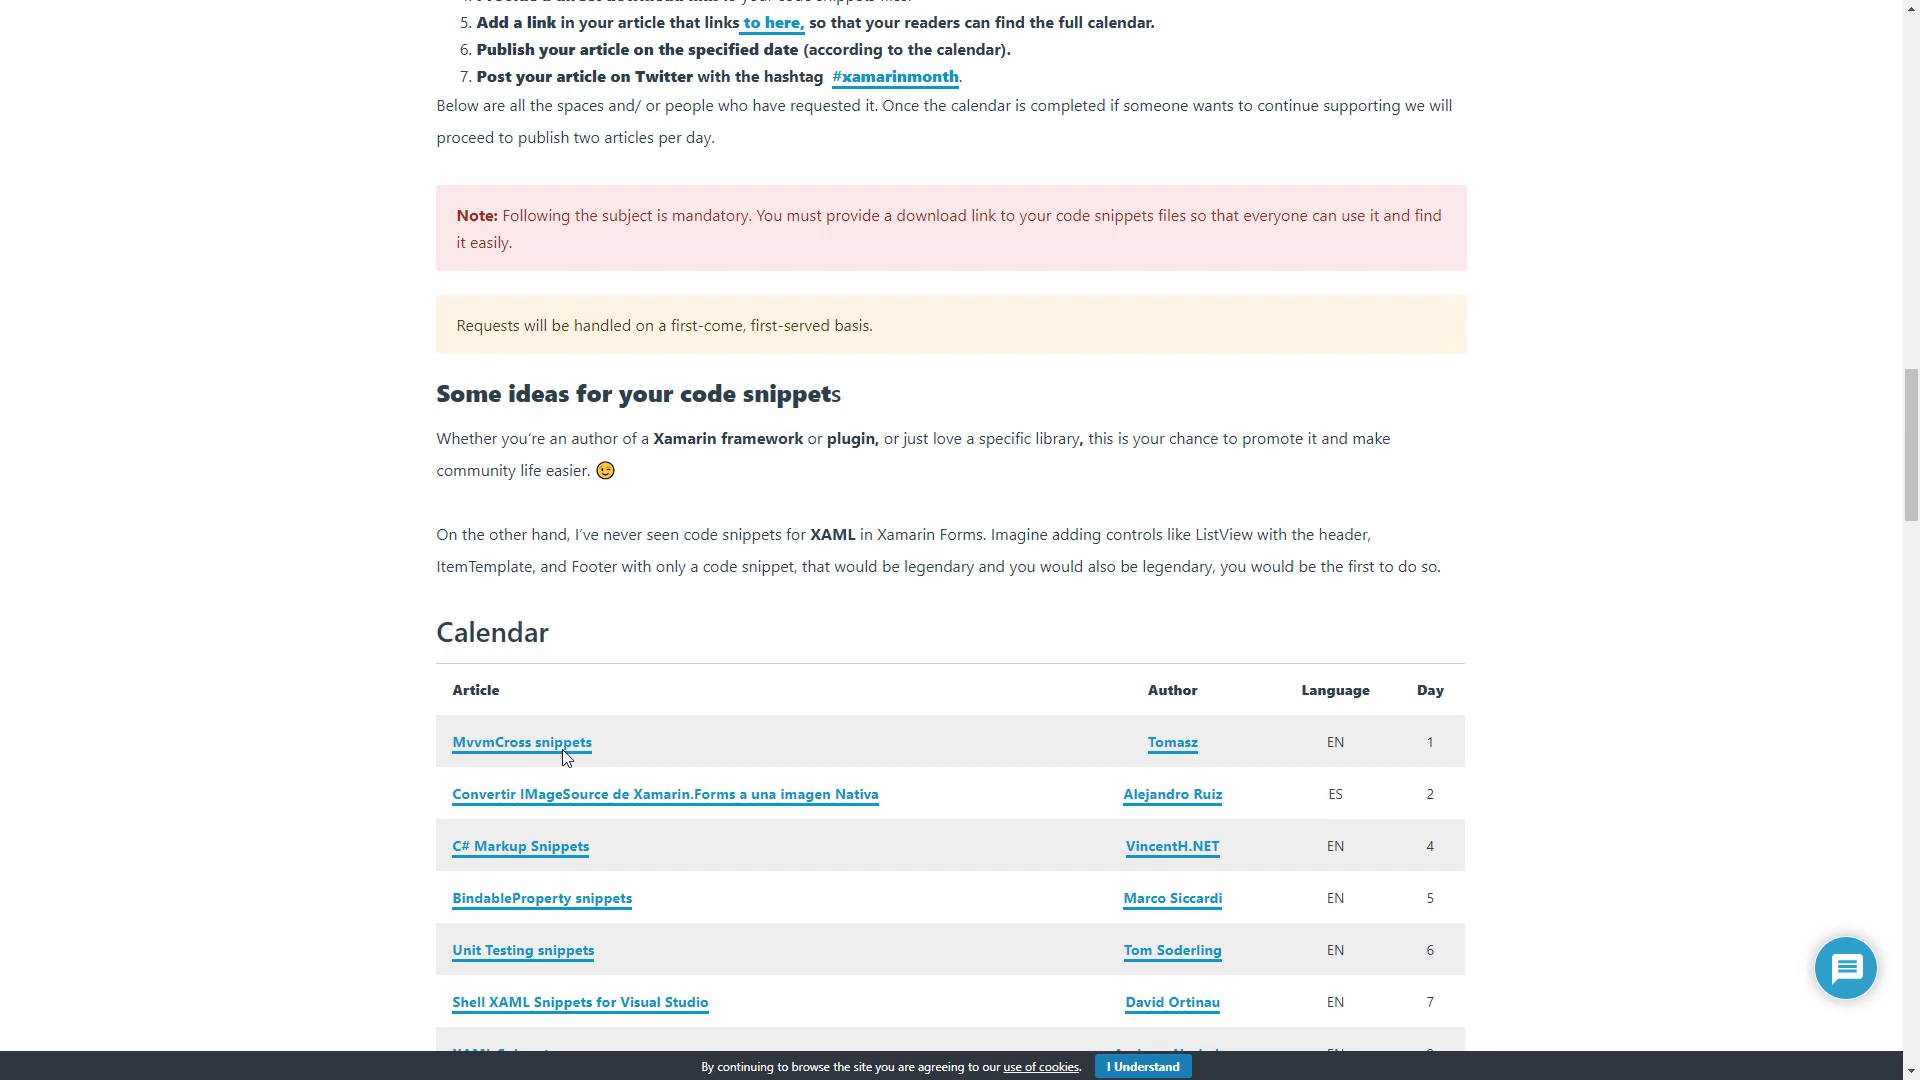 5. Add a link in your article that links to here, so that your readers can find the full calendar.
6. Publish your article on the specified date (according to the calendar).
7. Post your article on Twitter with the hashtag #xamarinmonth.
Below are all the spaces and/ or people who have requested it. Once the calendar is completed if someone wants to continue supporting we will
proceed to publish two articles per day.
Note: Following the subject is mandatory. You must provide a download link to your code snippets files so that everyone can use it and find
it easily.
Requests will be handled on a first-come, first-served basis.
Some ideas for your code snippets
Whether you're an author of a Xamarin framework or plugin, or just love a specific library, this is your chance to promote it and make
community life easier. 😉
On the other hand, I've never seen code snippets for XAML in Xamarin Forms. Imagine adding controls like ListView with the header,
ItemTemplate, and Footer with only a code snippet, that would be legendary and you would also be legendary, you would be the first to do so.
Calendar
Article Author Language Day
MvvmCross snippets Tomasz EN 1
Convertir IMageSource de Xamarin.Forms a una imagen Nativa Alejandro Ruiz ES 2
C# Markup Snippets VincentH.NET EN 4
BindableProperty snippets Marco Siccardi EN 5
Unit Testing snippets Tom Soderling EN 6
Shell XAML Snippets for Visual Studio David Ortinau EN 7
By continuing to browse the site you are agreeing to our use of cookies. I Understand